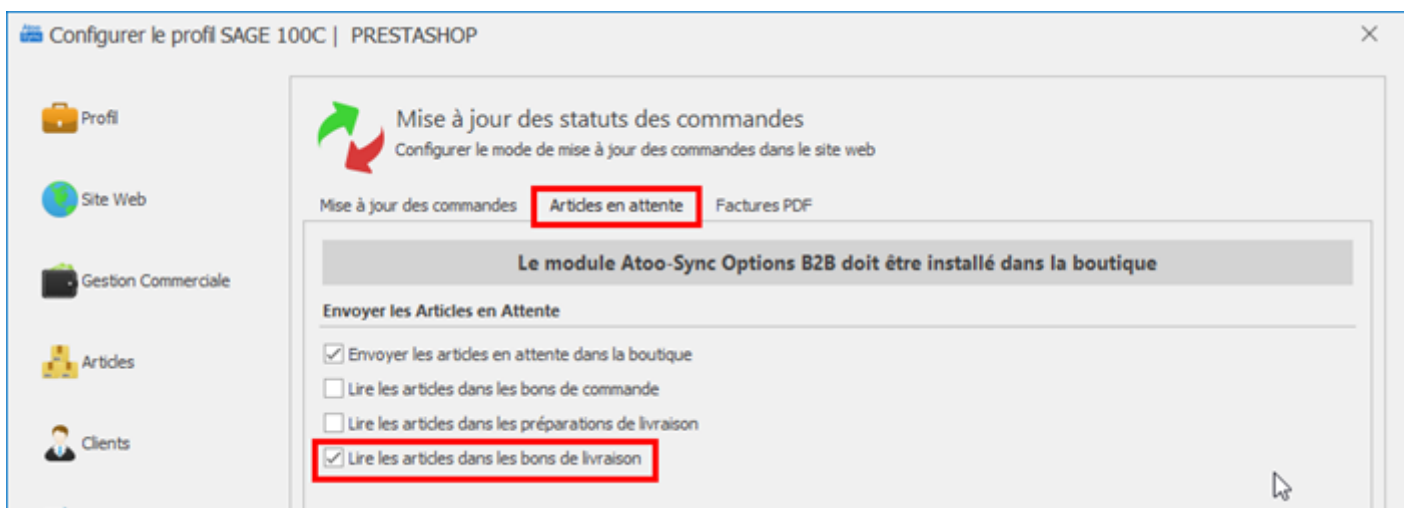 Configurer le profil SAGE 100C | PRESTASHOP
Profil
Mise à jour des statuts des commandes
Configurer le mode de mise à jour des commandes dans le site web
Site Web
Mise à jour des commandes Articles en attente Factures PDF
Le module Atoo-Sync Options B2B doit être installé dans la boutique
Gestion Commerciale
Envoyer les Articles en Attente
Envoyer les articles en attente dans la boutique
Articles
Lire les articles dans les bons de commande
Lire les articles dans les préparations de livraison
Clients
Lire les articles dans les bons de livraison